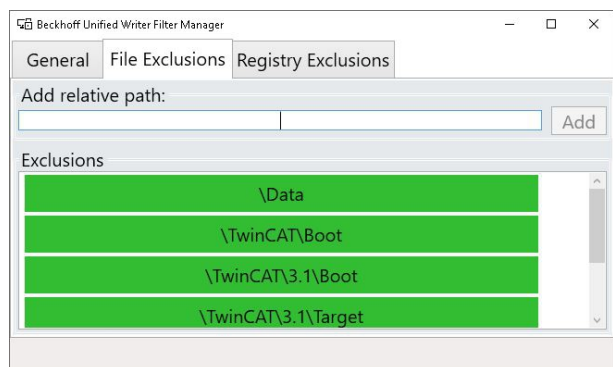 Beckhoff Unified Writer Filter Manager
General File Exclusions Registry Exclusions
Add relative path:
Add
Exclusions
\Data
\TwinCAT\Boot
\TwinCAT\3.1\Boot
\TwinCAT\3.1\Target